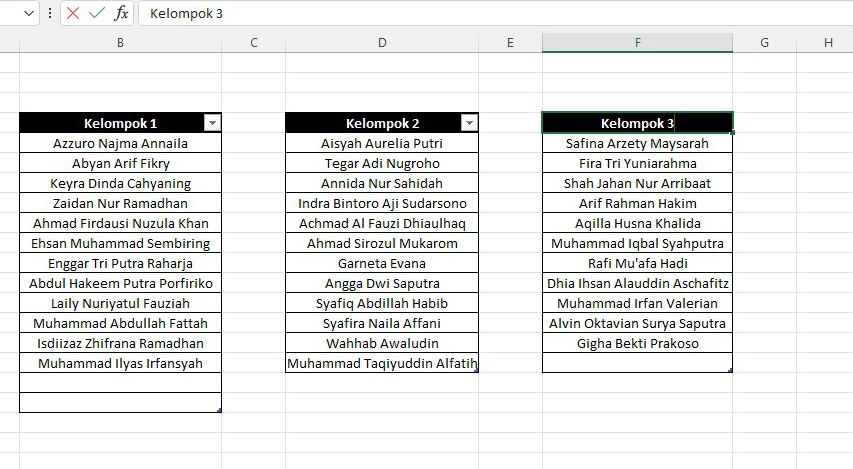 Kelompok 3
B C D E F G H
Kelompok 1
Azzuro Najma Annaila
Abyan Arif Fikry
Keyra Dinda Cahyaning
Zaidan Nur Ramadhan
Ahmad Firdausi Nuzula Khan
Ehsan Muhammad Sembiring
Enggar Tri Putra Raharja
Abdul Hakeem Putra Porfiriko
Laily Nuriyatul Fauziah
Muhammad Abdullah Fattah
Isdiizaz Zhifrana Ramadhan
Muhammad Ilyas Irfansyah
Kelompok 2
Aisyah Aurelia Putri
Tegar Adi Nugroho
Annida Nur Sahidah
Indra Bintoro Aji Sudarsono
Achmad Al Fauzi Dhiaulhaq
Ahmad Sirozul Mukarom
Garneta Evana
Angga Dwi Saputra
Syafiq Abdillah Habib
Syafira Naila Affani
Wahhab Awaludin
Muhammad Taqiyuddin Alfatih
Kelompok 3
Safina Arzety Maysarah
Fira Tri Yuniarahma
Shah Jahan Nur Arribaat
Arif Rahman Hakim
Aqilla Husna Khalida
Muhammad Iqbal Syahputra
Rafi Mu'afa Hadi
Dhia Ihsan Alauddin Aschafitz
Muhammad Irfan Valerian
Alvin Oktavian Surya Saputra
Gigha Bekti Prakoso